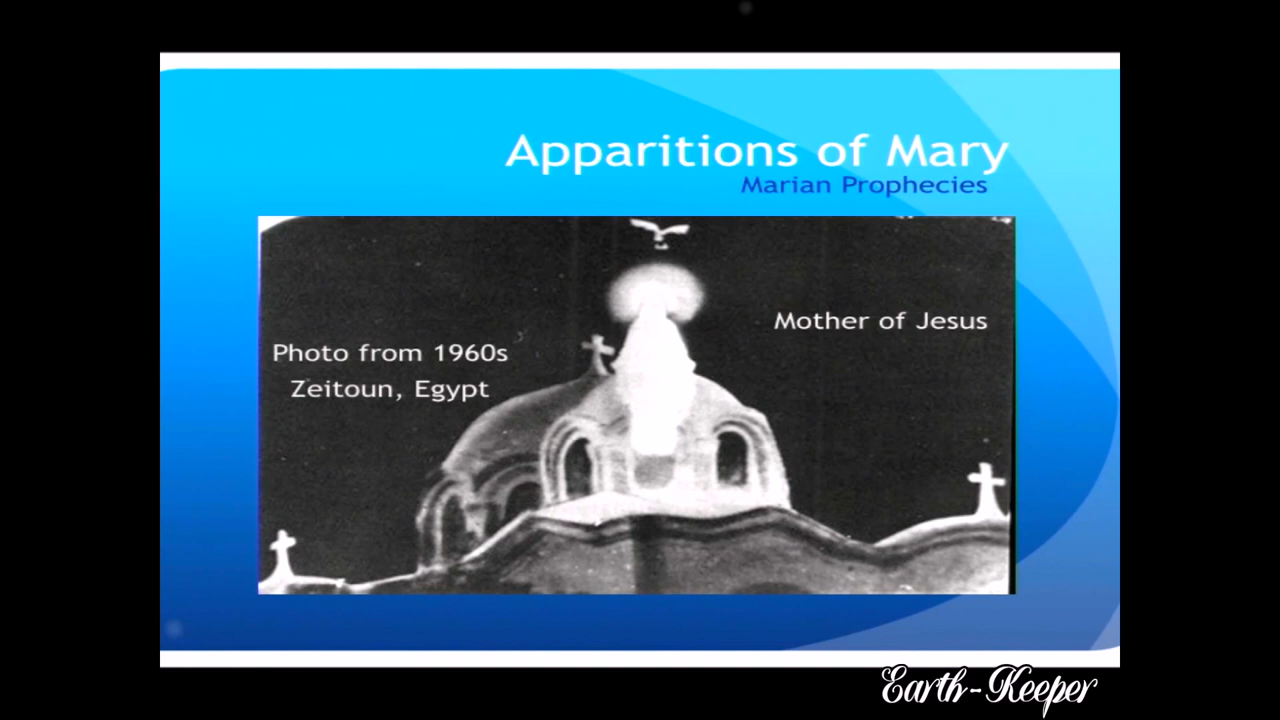 Apparitions of Mary
Marian Prophecies
Mother of Jesus
Photo from 1960s
Zeitoun, Egypt
Earth-Keeper